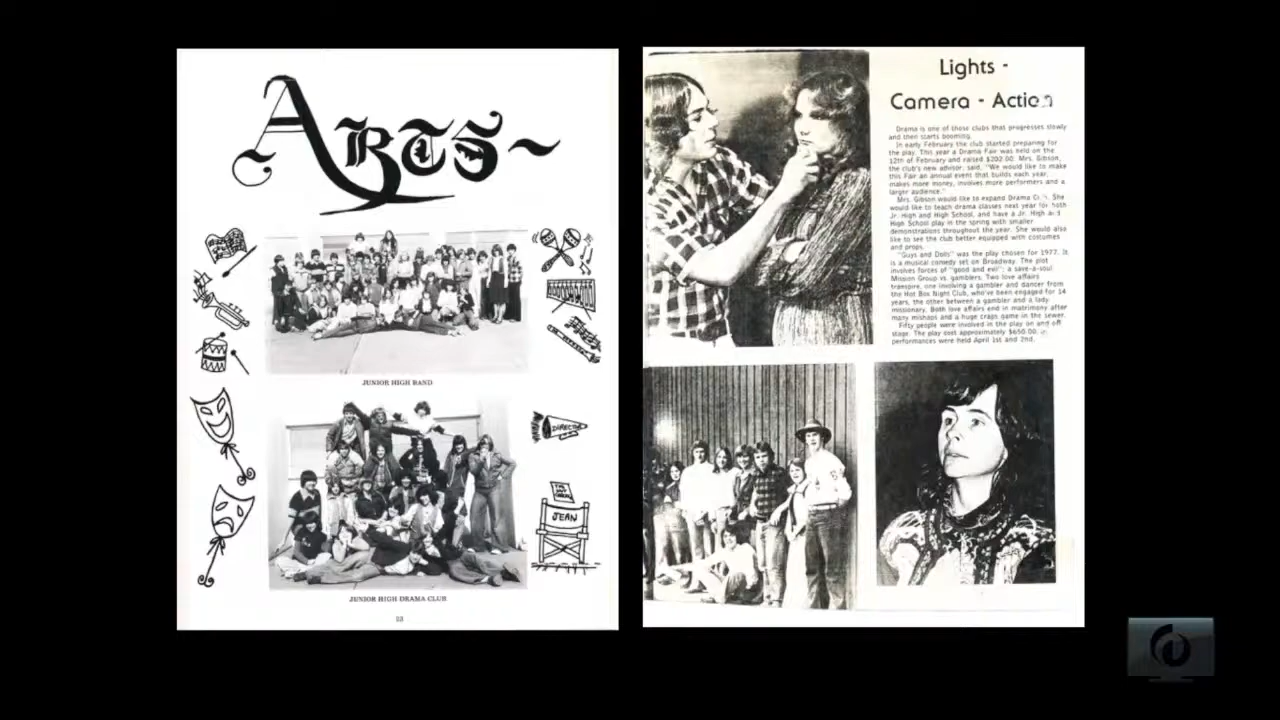 ~ARTS~
JUNIOR HIGH BAND
DIRECTOR
JEAN
JUNIOR HIGH DRAMA CLUB
Lights -
Camera - Action
Drama is one of those clubs that progresses slowly
and then starts booming.
In early February the club started preparing for
the play. This year a Drama Fair was held on the
12th of February and raised $202.00. Mrs. Gibson,
the club's new advisor, said, "We would like to make
this Fair an annual event that builds each year,
makes more money, involves more performers and a
larger audience."
Mrs. Gibson would like to expand Drama She
would like to teach drama classes next year for both
Jr. High and High School, and have a Jr. High and
High School play in the spring with smaller
demonstrations throughout the year. She would also
like to see the club better equipped with costumes
and props.
"Guys and Dolls" was the play chosen for 1977. It
is a musical comedy set on Broadway. The plot
involves forces of "good and evil"; a save-a-soul
Mission Group vs. gamblers. Two love affairs
transpire, one involving a gambler and dancer from
the Hot Box Night Club, who've been engaged for 14
years, the other between a gambler and a lady
missionary. Both love affairs end in matrimony after
many mishaps and a huge craps game in the sewer.
Fifty people were involved in the play on and off
stage. The play cost approximately $650.00.
performances were held April 1st and 2nd.